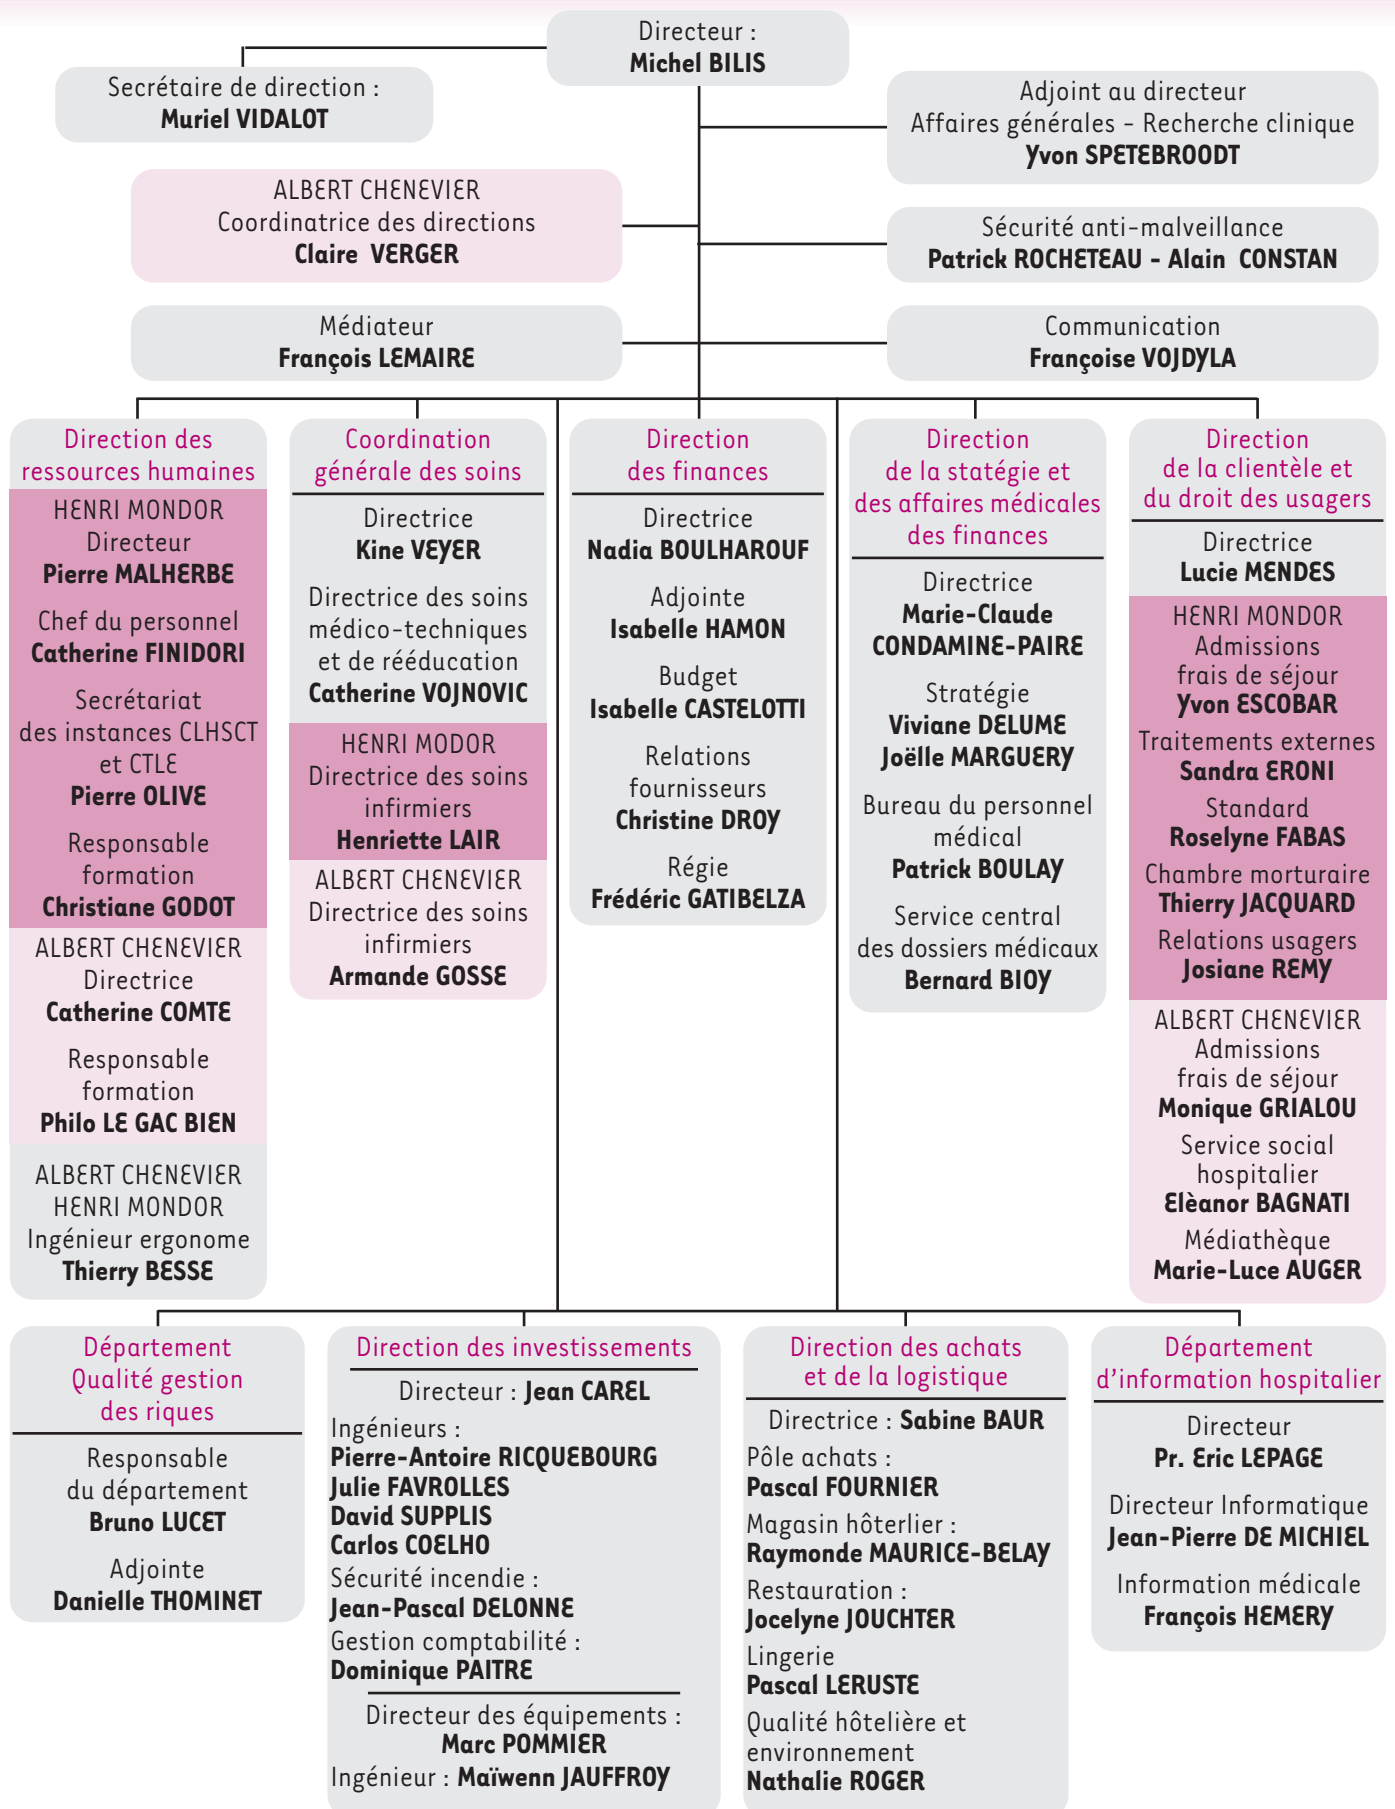 Directeur :
Michel BILIS
Secrétaire de direction :
Muriel VIDALOT
Adjoint au directeur
Affaires générales - Recherche clinique
Yvon SPETEBROODT
ALBERT CHENEVIER
Coordinatrice des directions
Claire VERGER
Sécurité anti-malveillance
Patrick ROCHETEAU - Alain CONSTAN
Médiateur
François LEMAIRE
Communication
Françoise VOJDYLA
Direction des
ressources humaines
HENRI MONDOR
Directeur
Pierre MALHERBE
Chef du personnel
Catherine FINIDORI
Secrétariat
des instances CLHSCT
et CTLE
Pierre OLIVE
Responsable
formation
Christiane GODOT
ALBERT CHENEVIER
Directrice
Catherine COMTE
Responsable
formation
Philo LE GAC BIEN
ALBERT CHENEVIER
HENRI MONDOR
Ingénieur ergonome
Thierry BESSE
Coordination
générale des soins
Directrice
Kine VEYER
Directrice des soins
médico-techniques
et de rééducation
Catherine VOJNOVIC
HENRI MODOR
Directrice des soins
infirmiers
Henriette LAIR
ALBERT CHENEVIER
Directrice des soins
infirmiers
Armande GOSSE
Direction
des finances
Directrice
Nadia BOULHAROUF
Adjointe
Isabelle HAMON
Budget
Isabelle CASTELOTTI
Relations
fournisseurs
Christine DROY
Régie
Frédéric GATIBELZA
Direction
de la statégie et
des affaires médicales
des finances
Directrice
Marie-Claude
CONDAMINE-PAIRE
Stratégie
Viviane DELUME
Joëlle MARGUERY
Bureau du personnel
médical
Patrick BOULAY
Service central
des dossiers médicaux
Bernard BIOY
Direction
de la clientèle et
du droit des usagers
Directrice
Lucie MENDES
HENRI MONDOR
Admissions
frais de séjour
Yvon ESCOBAR
Traitements externes
Sandra ERONI
Standard
Roselyne FABAS
Chambre morturaire
Thierry JACQUARD
Relations usagers
Josiane REMY
ALBERT CHENEVIER
Admissions
frais de séjour
Monique GRIALOU
Service social
hospitalier
Elèanor BAGNATI
Médiathèque
Marie-Luce AUGER
Département
Qualité gestion
des riques
Responsable
du département
Bruno LUCET
Adjointe
Danielle THOMINET
Direction des investissements
Directeur : Jean CAREL
Ingénieurs :
Pierre-Antoire RICQUEBOURG
Julie FAVROLLES
David SUPPLIS
Carlos COELHO
Sécurité incendie :
Jean-Pascal DELONNE
Gestion comptabilité :
Dominique PAITRE
Directeur des équipements :
Marc POMMIER
Ingénieur : Maïwenn JAUFFROY
Direction des achats
et de la logistique
Directrice : Sabine BAUR
Pôle achats :
Pascal FOURNIER
Magasin hôterlier :
Raymonde MAURICE-BELAY
Restauration :
Jocelyne JOUCHTER
Lingerie
Pascal LERUSTE
Qualité hôtelière et
environnement
Nathalie ROGER
Département
d'information hospitalier
Directeur
Pr. Eric LEPAGE
Directeur Informatique
Jean-Pierre DE MICHIEL
Information médicale
François HEMERY